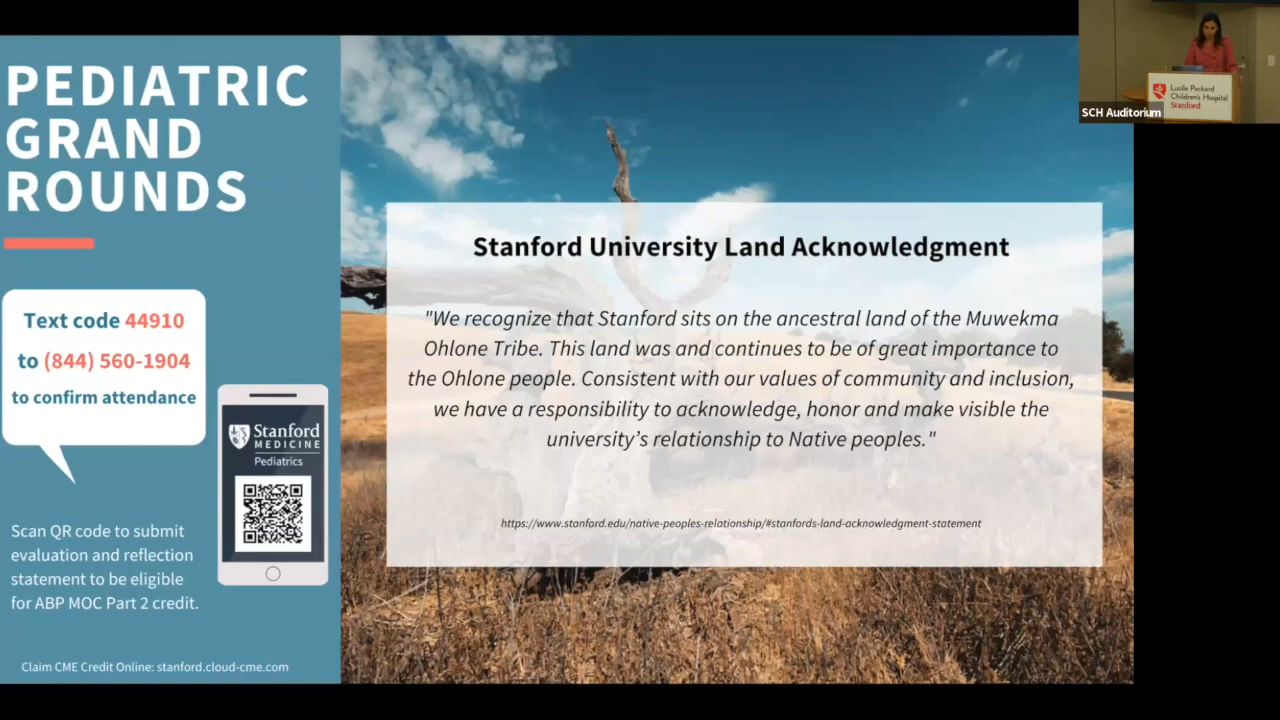 PEDIATRIC
GRAND
ROUNDS
Text code 44910
to (844) 560-1904
to confirm attendance
Stanford
MEDICINE
Pediatrics
Scan QR code to submit
evaluation and reflection
statement to be eligible
for ABP MOC Part 2 credit.
Claim CME Credit Online: stanford.cloud-cme.com
Stanford University Land Acknowledgment
"We recognize that Stanford sits on the ancestral land of the Muwekma
Ohlone Tribe. This land was and continues to be of great importance to
the Ohlone people. Consistent with our values of community and inclusion,
we have a responsibility to acknowledge, honor and make visible the
university’s relationship to Native peoples."
https://www.stanford.edu/native-peoples-relationship/#stanfords-land-acknowledgment-statement
Lucile Packard
Children's Hospital
Stanford
SCH Auditorium